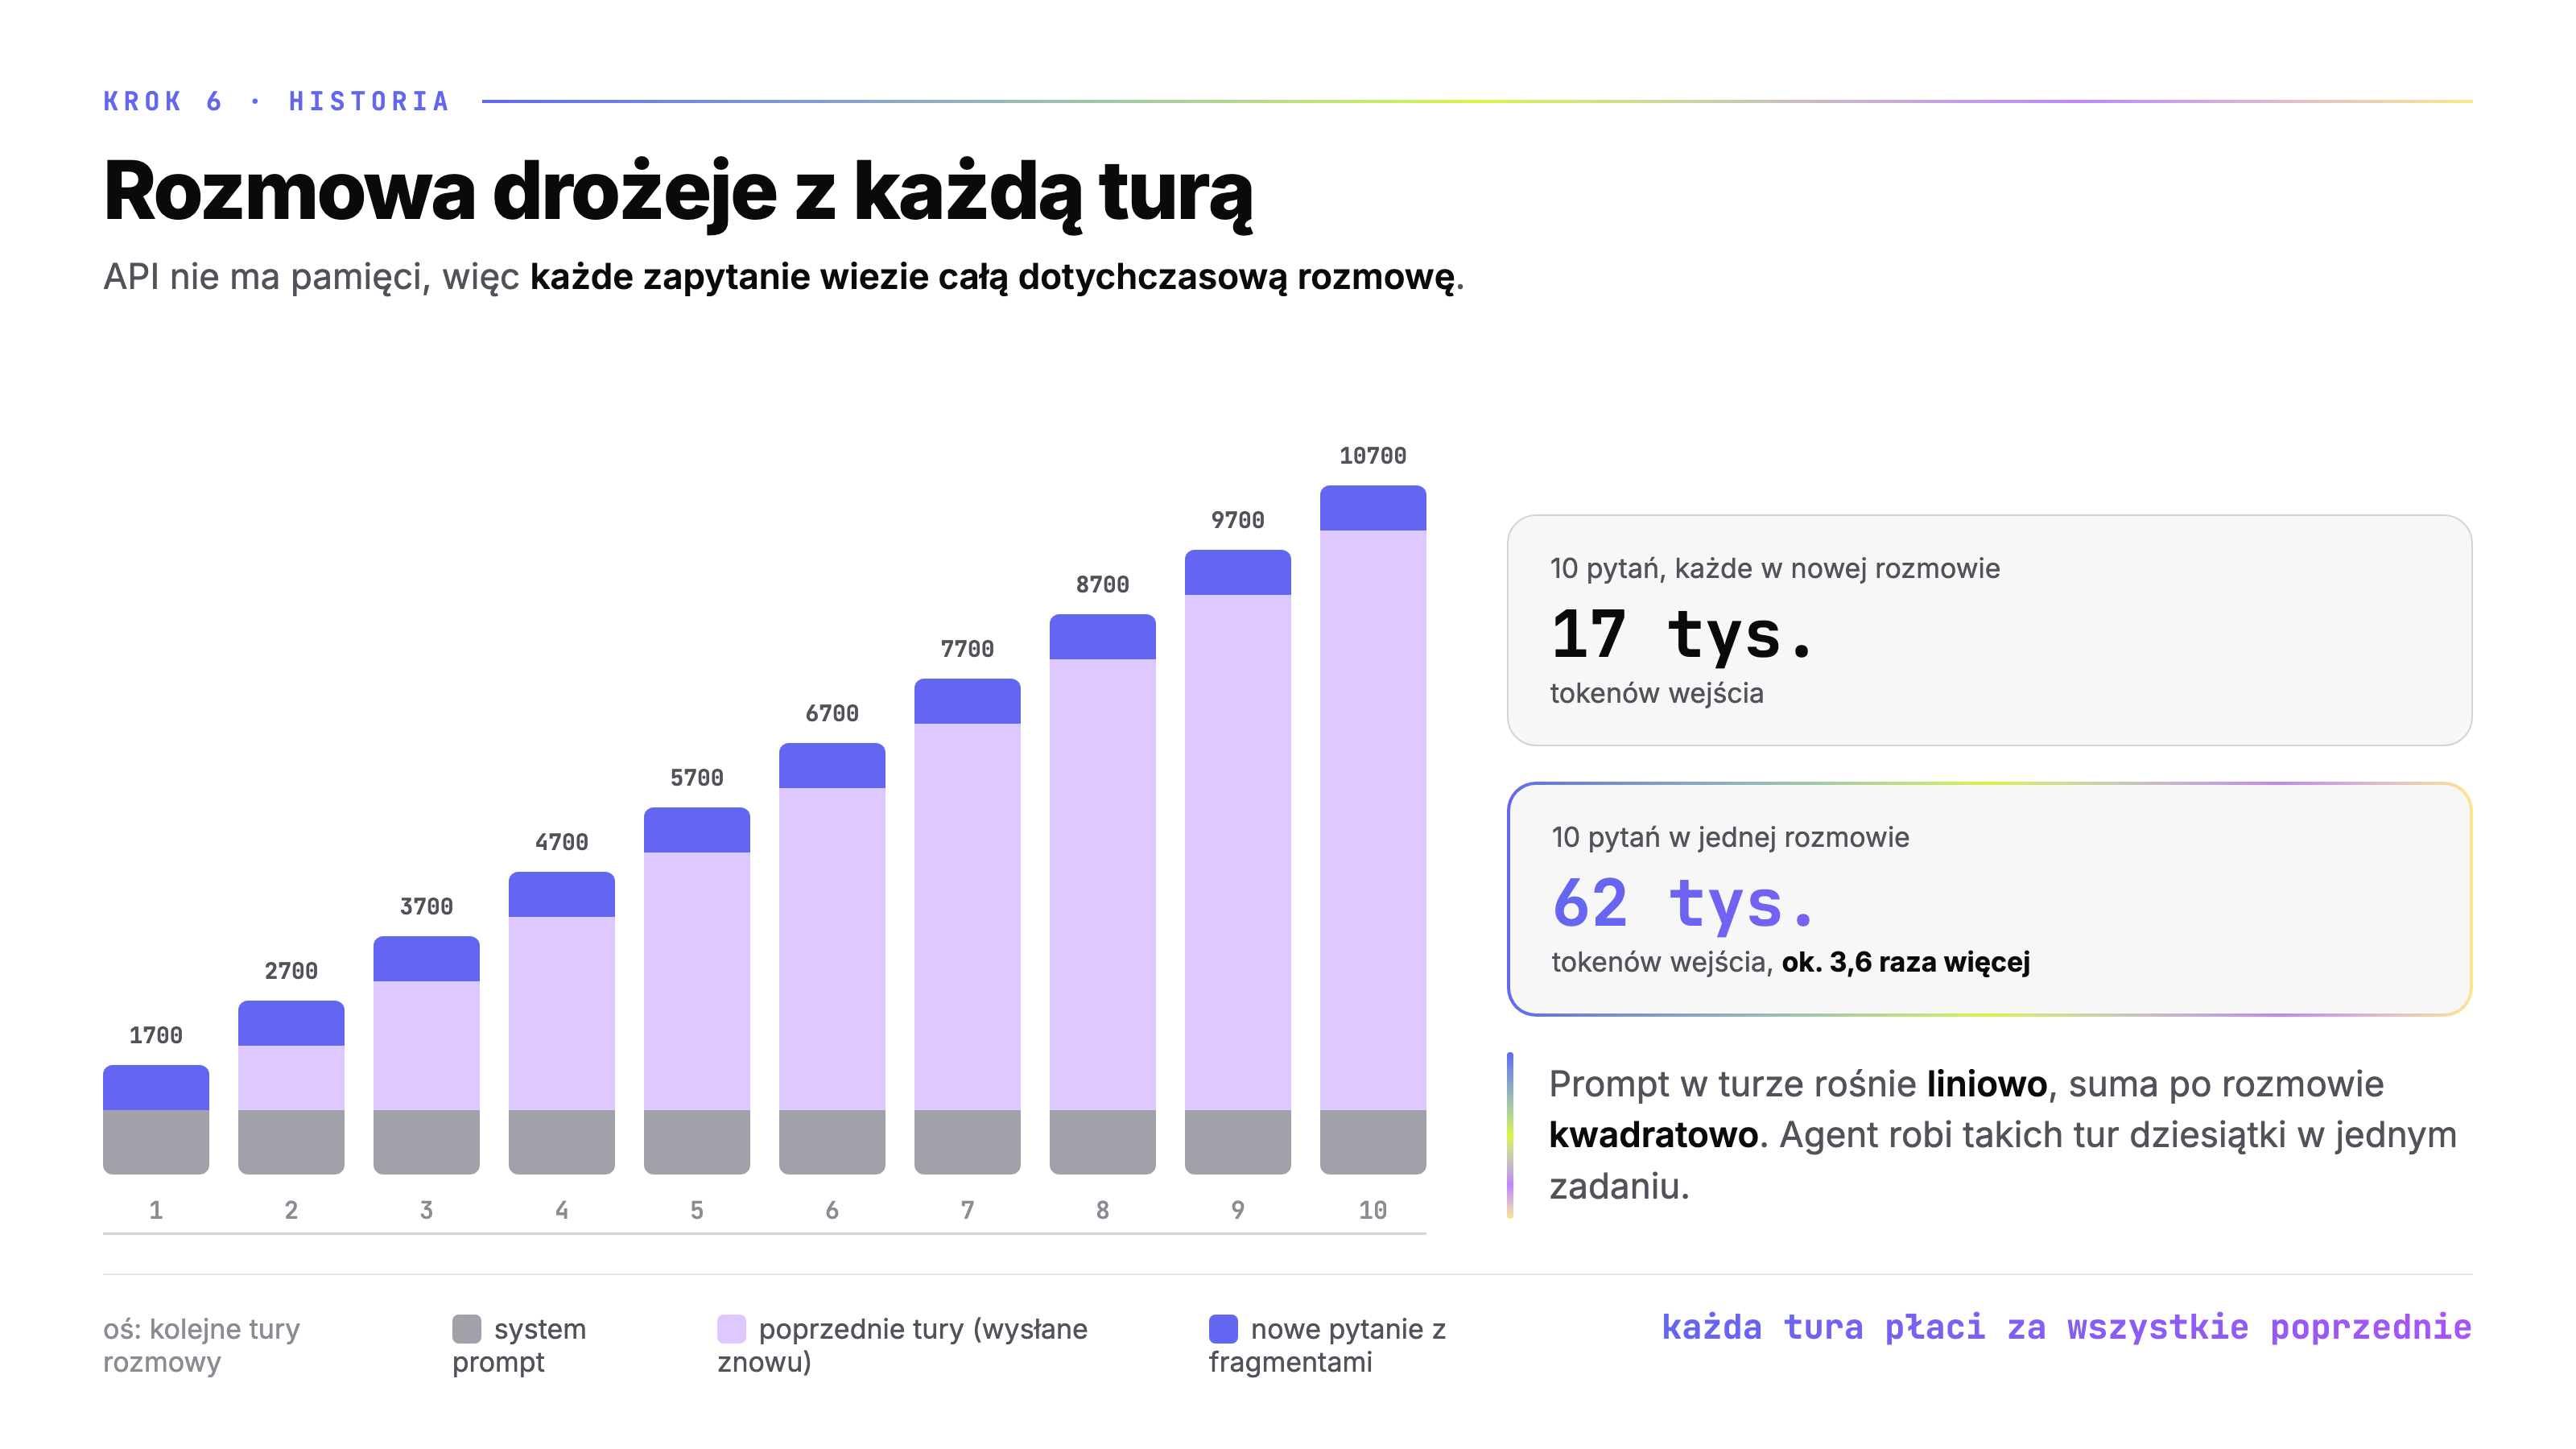 KROK 6 · HISTORIA
Rozmowa drożeje z każdą turą
API nie ma pamięci, więc każde zapytanie wiezie całą dotychczasową rozmowę.
1700
2700
3700
4700
5700
6700
7700
8700
9700
10700
1
2
3
4
5
6
7
8
9
10
10 pytań, każde w nowej rozmowie
17 tys.
tokenów wejścia
10 pytań w jednej rozmowie
62 tys.
tokenów wejścia, ok. 3,6 raza więcej
Prompt w turze rośnie liniowo, suma po rozmowie
kwadratowo. Agent robi takich tur dziesiątki w jednym
zadaniu.
oś: kolejne tury
rozmowy
system
prompt
poprzednie tury (wysłane
znowu)
nowe pytanie z
fragmentami
każda tura płaci za wszystkie poprzednie